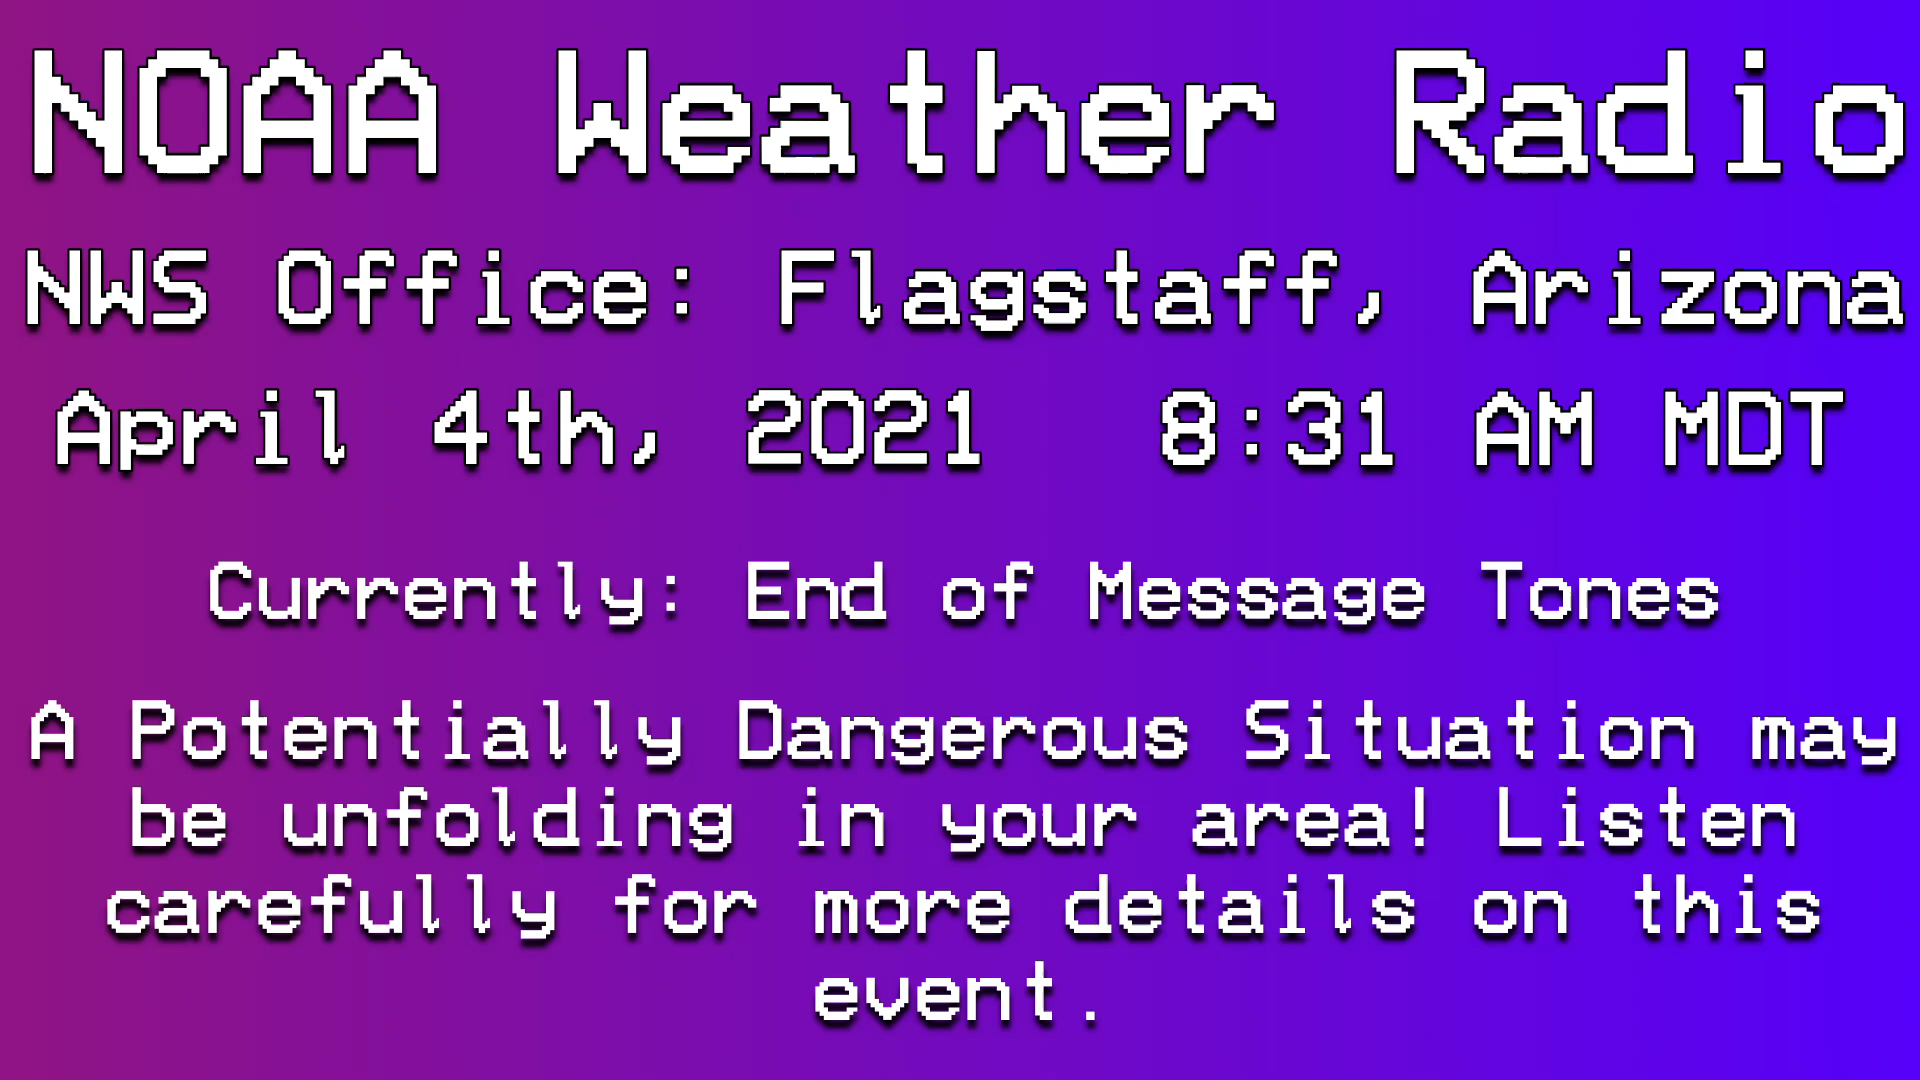 NOAA Weather Radio
NWS Office: Flagstaff, Arizona
April 4th, 2021  8:31 AM MDT
Currently: End of Message Tones
A Potentially Dangerous Situation may
be unfolding in your area! Listen
carefully for more details on this
event.